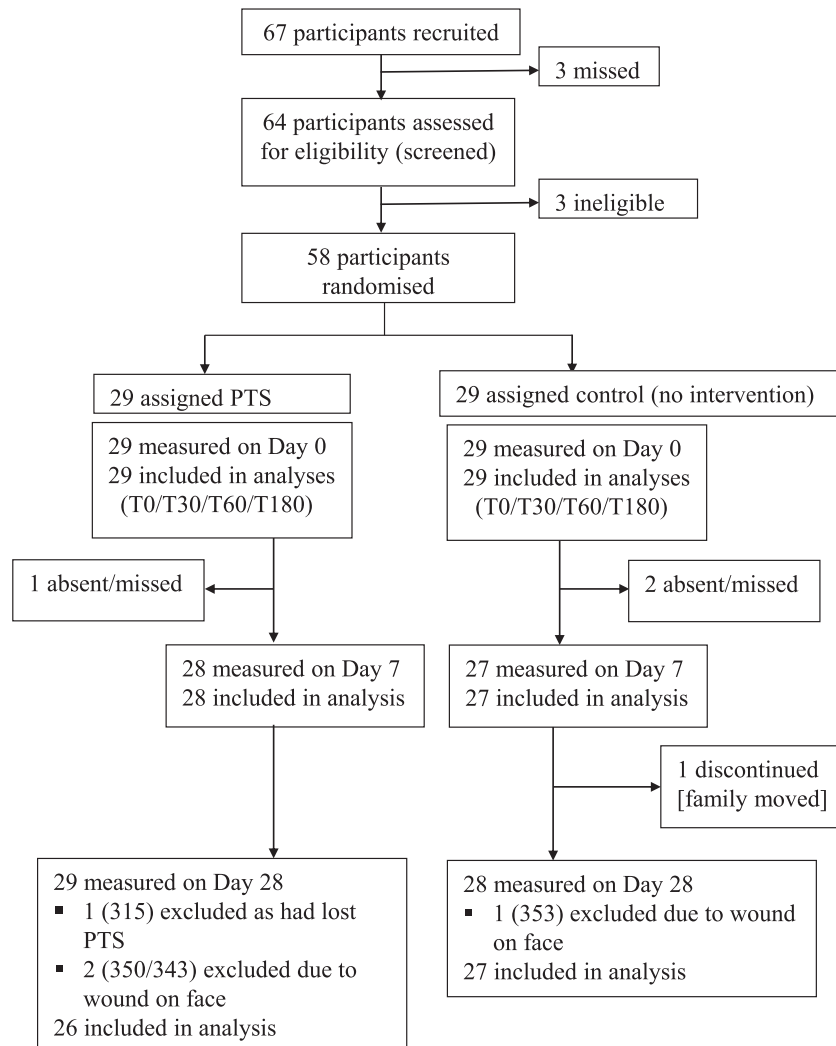 67 participants recruited
3 missed
64 participants assessed
for eligibility (screened)
3 ineligible
58 participants
randomised
29 assigned PTS
29 assigned control (no intervention)
29 measured on Day 0
29 included in analyses
(T0/T30/T60/T180)
29 measured on Day 0
29 included in analyses
(T0/T30/T60/T180)
1 absent/missed
2 absent/missed
28 measured on Day 7
28 included in analysis
27 measured on Day 7
27 included in analysis
1 discontinued
[family moved]
29 measured on Day 28
▪ 1 (315) excluded as had lost
PTS
▪ 2 (350/343) excluded due to
wound on face
26 included in analysis
28 measured on Day 28
▪ 1 (353) excluded due to wound
on face
27 included in analysis